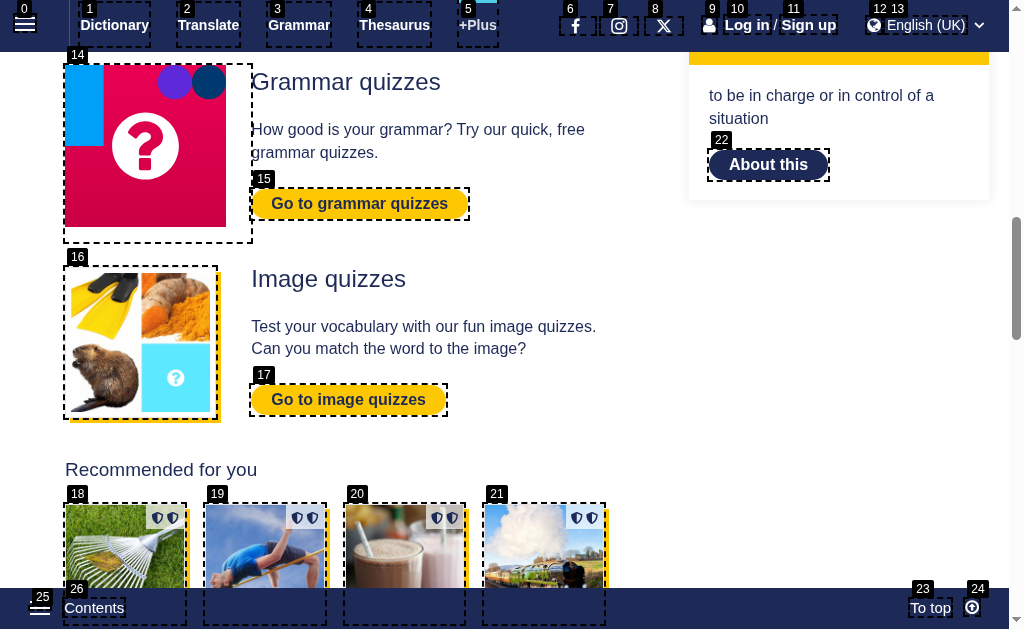 0 1 2 3 4 5 6 7 8 9 10 11 12 13
Dictionary Translate Grammar Thesaurus +Plus Log in / Sign up English (UK)
14
Grammar quizzes
How good is your grammar? Try our quick, free
grammar quizzes.
15
Go to grammar quizzes
to be in charge or in control of a
situation
22
About this
16
Image quizzes
Test your vocabulary with our fun image quizzes.
Can you match the word to the image?
17
Go to image quizzes
Recommended for you
18 19 20 21
25 26 23 24
Contents To top